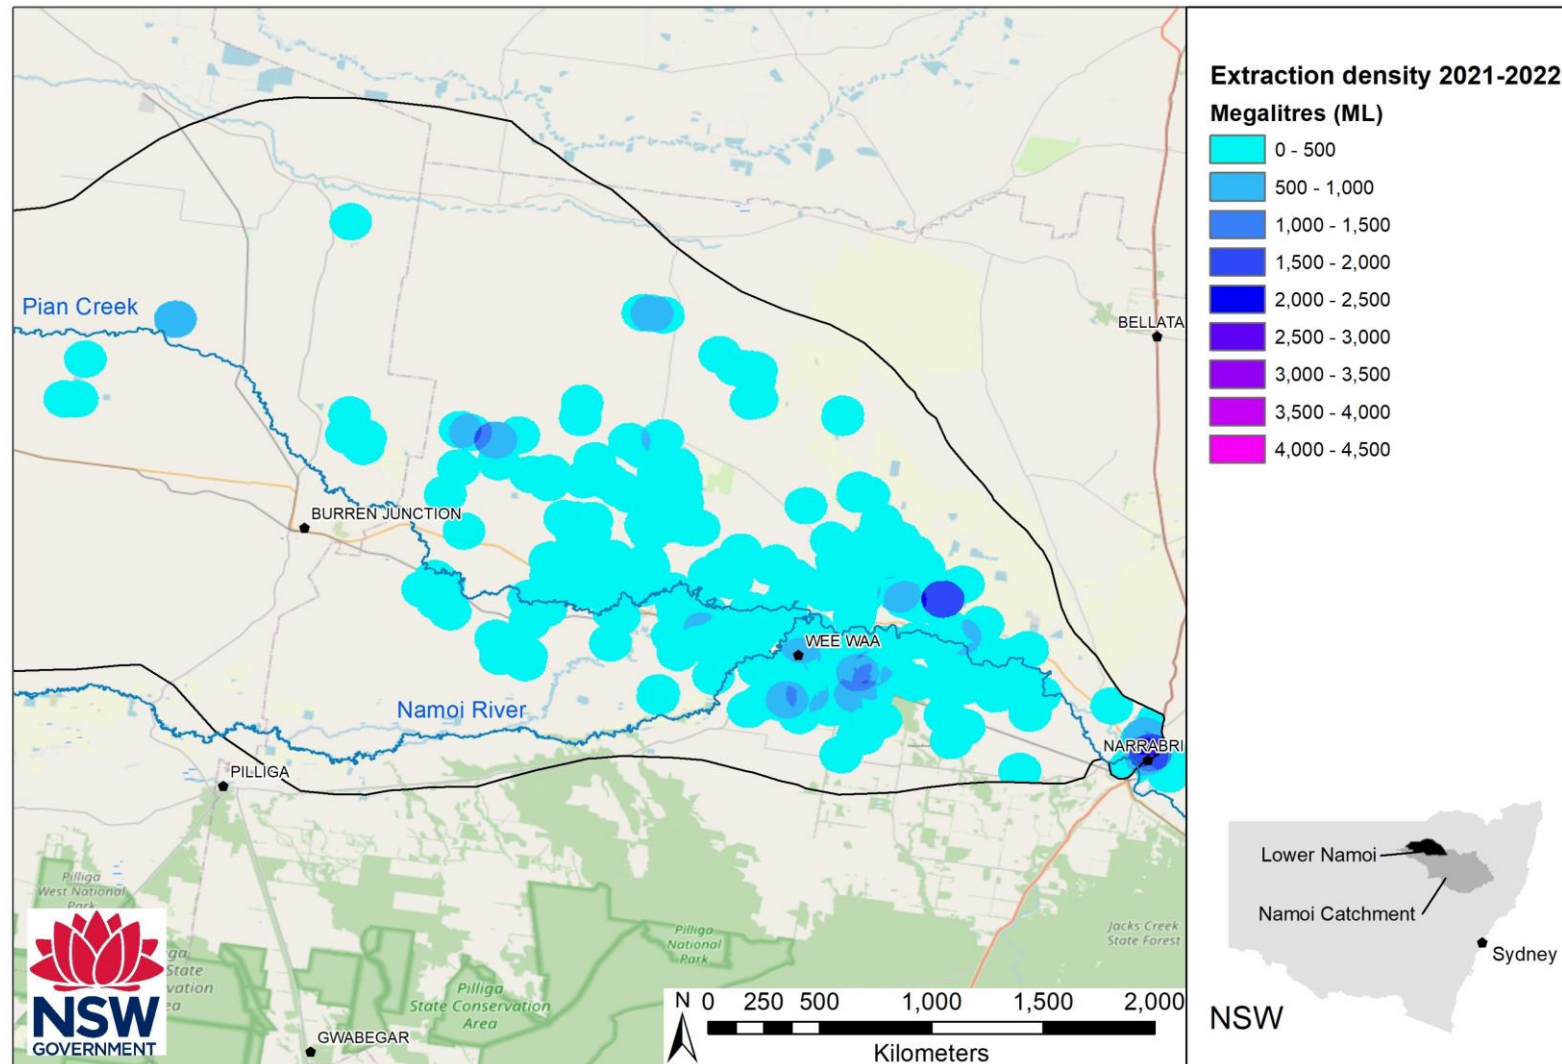 Pian Creek
BELLATA
BURREN JUNCTION
WEE WAA
Namoi River
NARRABRI
PILLIGA
Pilliga
West National
Park
Pilliga
National
Park
Jacks Creek
State Forest
ga
State
vation
ea
Pilliga
State Conservation
Area
GWABEGAR
NSW
GOVERNMENT
N 0 250 500 1,000 1,500 2,000
Kilometers
Extraction density 2021-2022
Megalitres (ML)
0 - 500
500 - 1,000
1,000 - 1,500
1,500 - 2,000
2,000 - 2,500
2,500 - 3,000
3,000 - 3,500
3,500 - 4,000
4,000 - 4,500
Lower Namoi
Namoi Catchment
Sydney
NSW